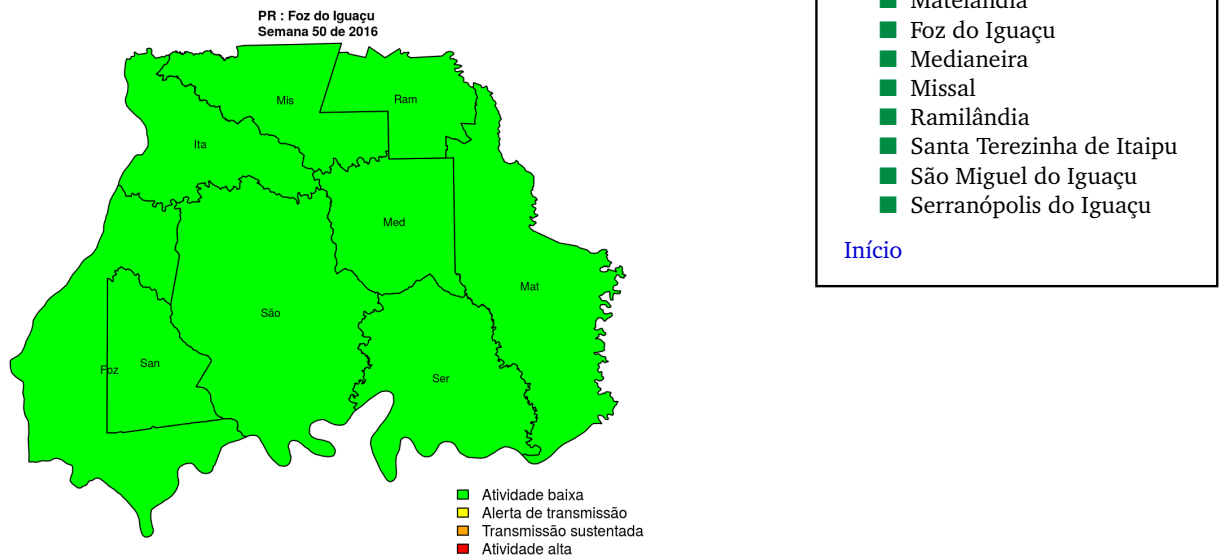 PR : Foz do Iguaçu
Semana 50 de 2016
Mis
Ram
Ita
Med
Mat
São
San
Foz
Ser
Atividade baixa
Alerta de transmissão
Transmissão sustentada
Atividade alta
Matelândia
Foz do Iguaçu
Medianeira
Missal
Ramilândia
Santa Terezinha de Itaipu
São Miguel do Iguaçu
Serranópolis do Iguaçu
Início